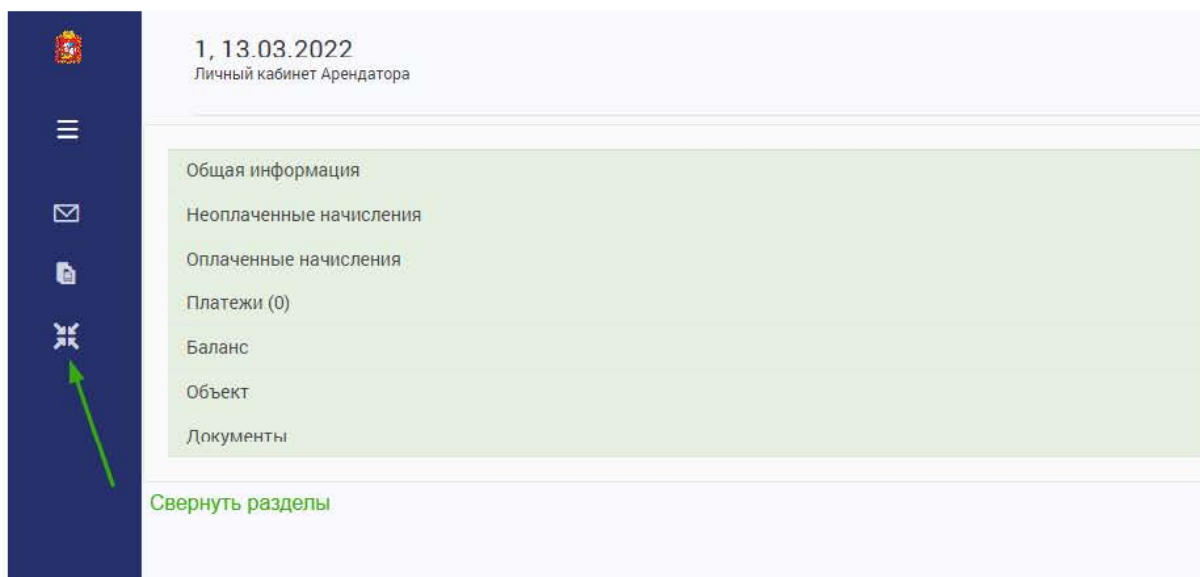 1, 13.03.2022
Личный кабинет Арендатора
Общая информация
Неоплаченные начисления
Оплаченные начисления
Платежи (0)
Баланс
Объект
Документы
Свернуть разделы